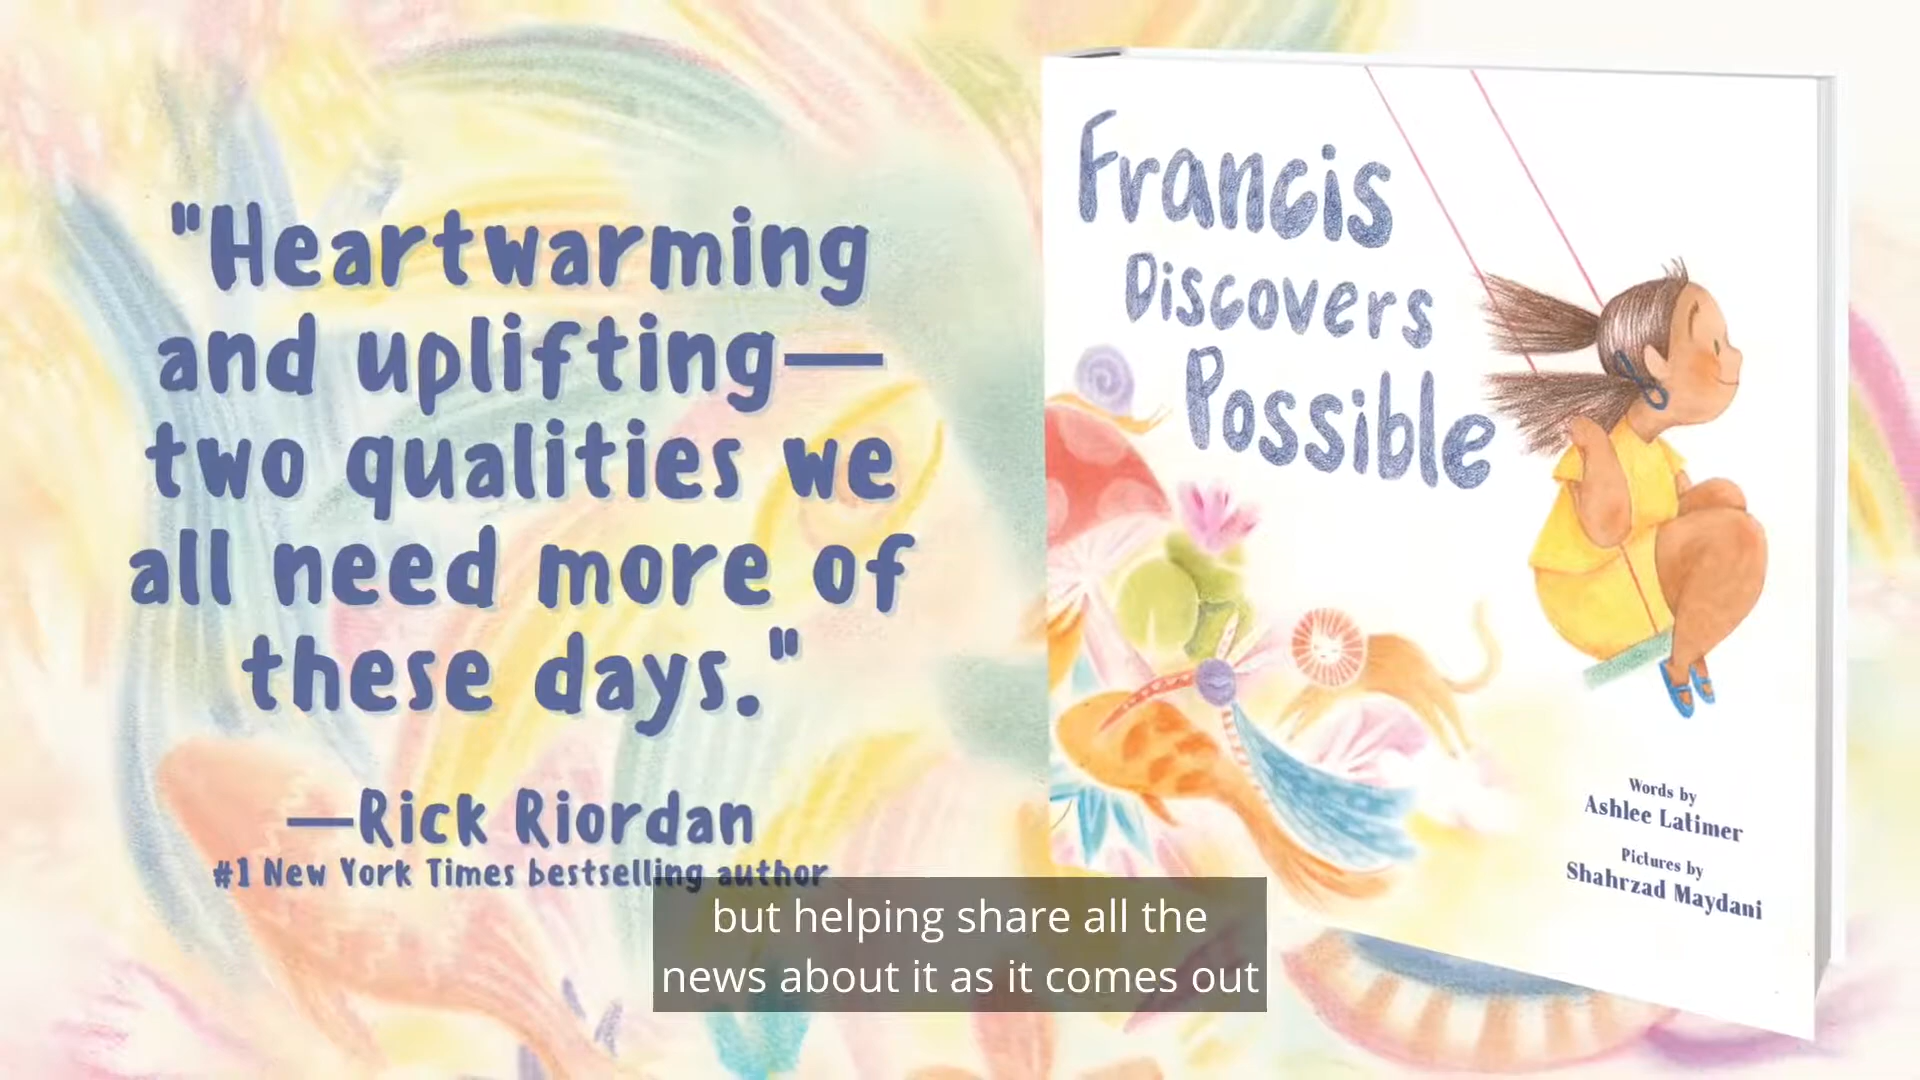 "Heartwarming
and uplifting—
two qualities we
all need more of
these days."
—Rick Riordan
#1 New York Times bestselling author
Francis
Discovers
Possible
Words by
Ashlee Latimer
Pictures by
Shahrzad Maydani
but helping share all the
news about it as it comes out